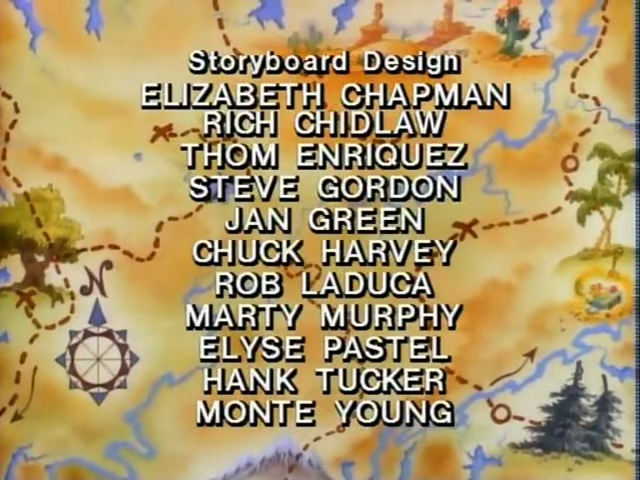 Storyboard Design
ELIZABETH CHAPMAN
RICH CHIDLAW
THOM ENRIQUEZ
STEVE GORDON
JAN GREEN
CHUCK HARVEY
ROB LADUCA
MARTY MURPHY
ELYSE PASTEL
HANK TUCKER
MONTE YOUNG
N